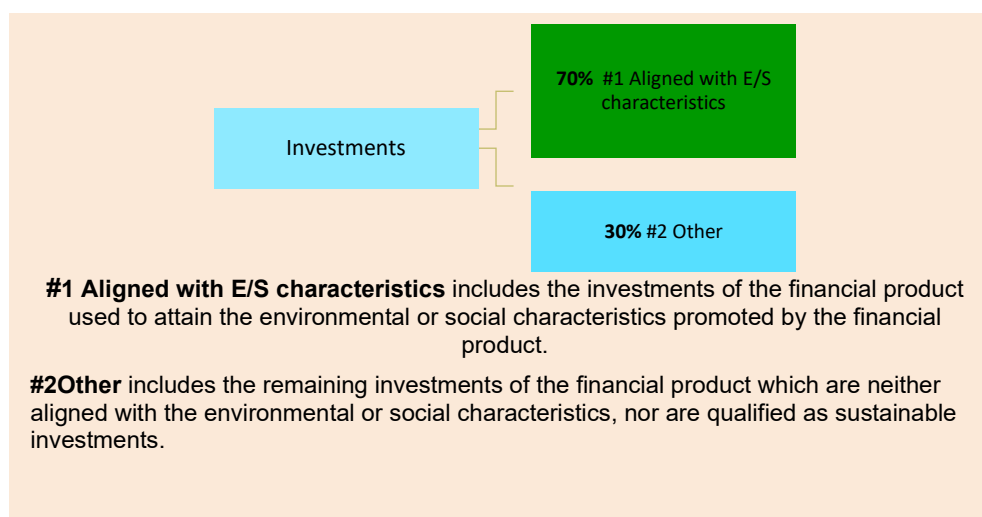 70% #1 Aligned with E/S
characteristics
Investments
30% #2 Other
#1 Aligned with E/S characteristics includes the investments of the financial product
used to attain the environmental or social characteristics promoted by the financial
product.
#2Other includes the remaining investments of the financial product which are neither
aligned with the environmental or social characteristics, nor are qualified as sustainable
investments.